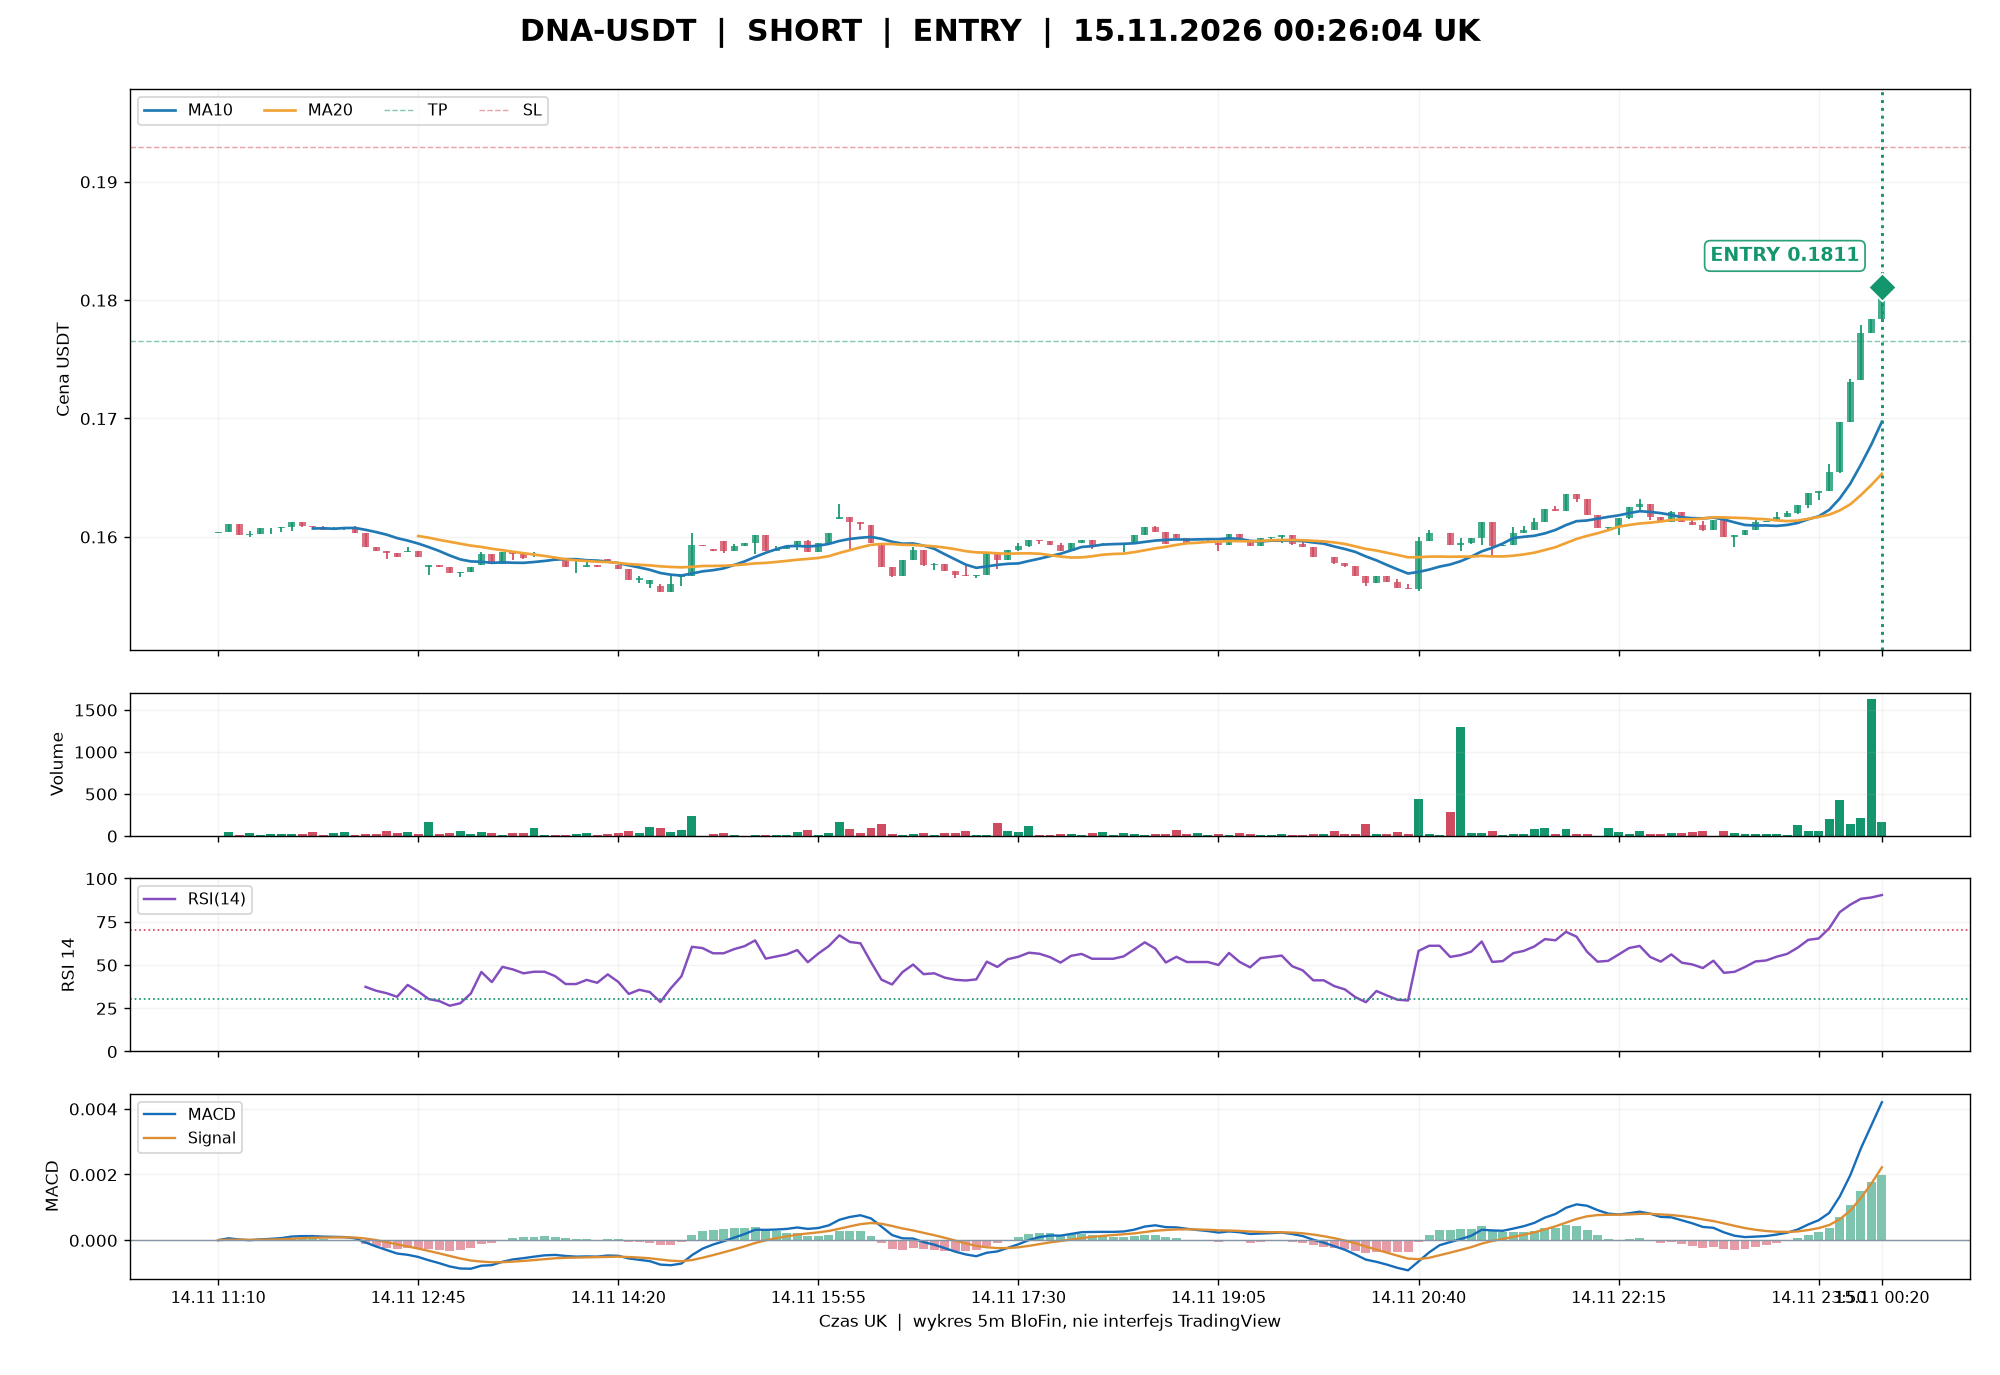 DNA-USDT | SHORT | ENTRY | 15.11.2026 00:26:04 UK
MA10 MA20 TP SL
ENTRY 0.1811
Cena USDT
0.19
0.18
0.17
0.16
Volume
1500
1000
500
0
RSI(14)
RSI 14
100
75
50
25
0
MACD
Signal
MACD
0.004
0.002
0.000
14.11 11:10 14.11 12:45 14.11 14:20 14.11 15:55 14.11 17:30 14.11 19:05 14.11 20:40 14.11 22:15 14.11 23:50 15.11 00:20
Czas UK | wykres 5m BloFin, nie interfejs TradingView